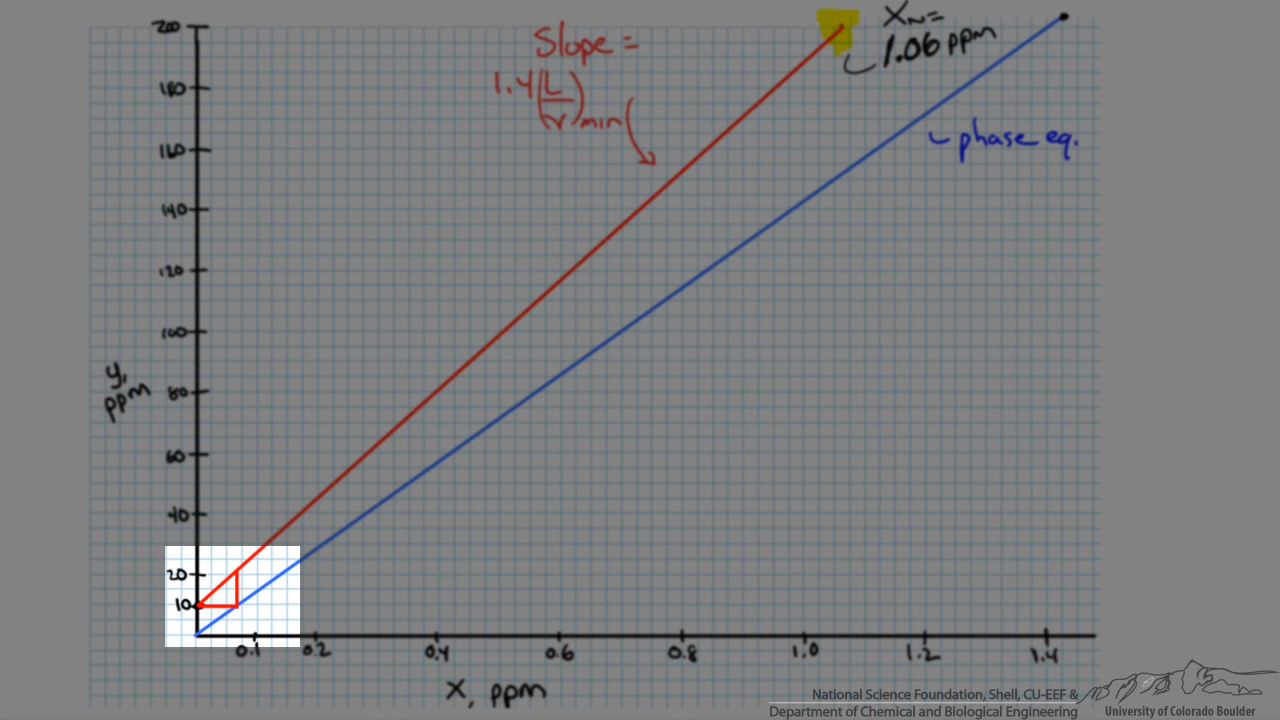 200
180
160
140
120
100
80
60
40
20
10
y,
ppm
0.1
0.2
0.4
0.6
0.8
1.0
1.2
1.4
X, ppm
Slope =
1.4(L/V)min
XN=
1.06 ppm
phase eq.
National Science Foundation, Shell, CU-EEF &
Department of Chemical and Biological Engineering
University of Colorado Boulder